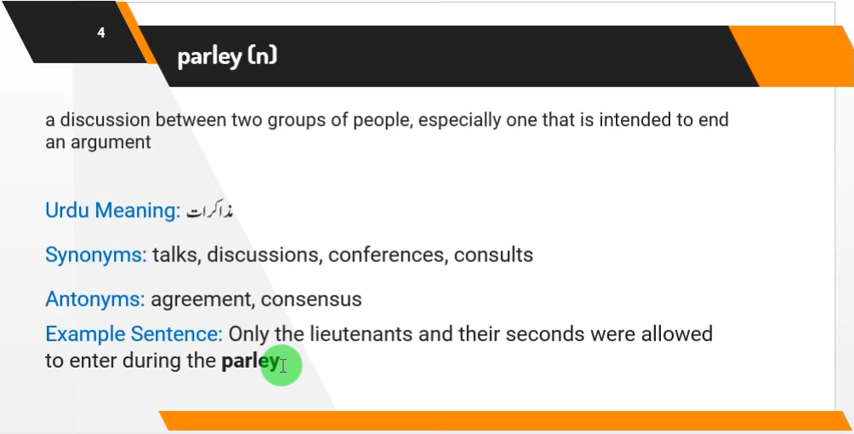 4
parley (n)
a discussion between two groups of people, especially one that is intended to end
an argument
Urdu Meaning: مذاکرات
Synonyms: talks, discussions, conferences, consults
Antonyms: agreement, consensus
Example Sentence: Only the lieutenants and their seconds were allowed
to enter during the parley